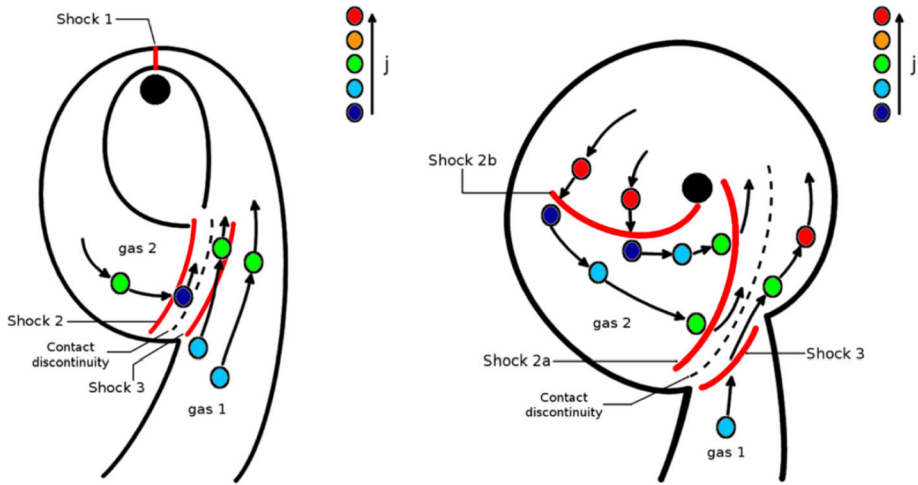 Shock 1
j
gas 2
Shock 2
Contact
discontinuity
Shock 3
gas 1
j
Shock 2b
gas 2
Shock 2a
Shock 3
Contact
discontinuity
gas 1